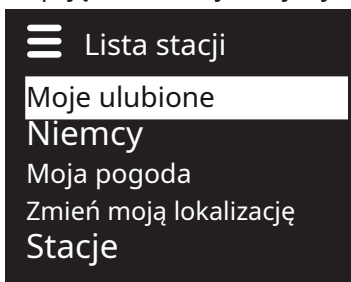 Lista stacji
Moje ulubione
Niemcy
Moja pogoda
Zmień moją lokalizację
Stacje